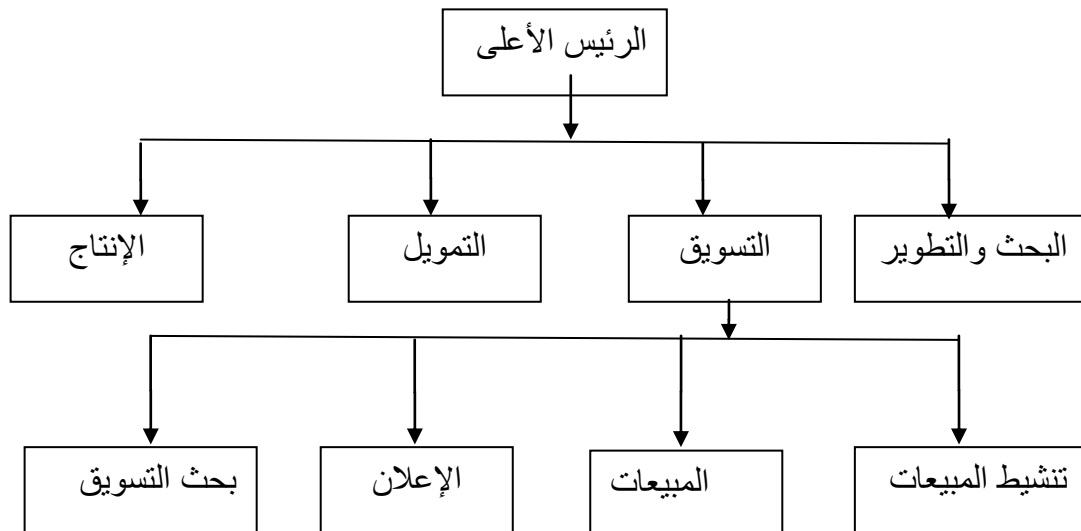 الرئيس الأعلى
البحث والتطوير
التسويق
التمويل
الإنتاج
تنشيط المبيعات
المبيعات
الإعلان
بحث التسويق